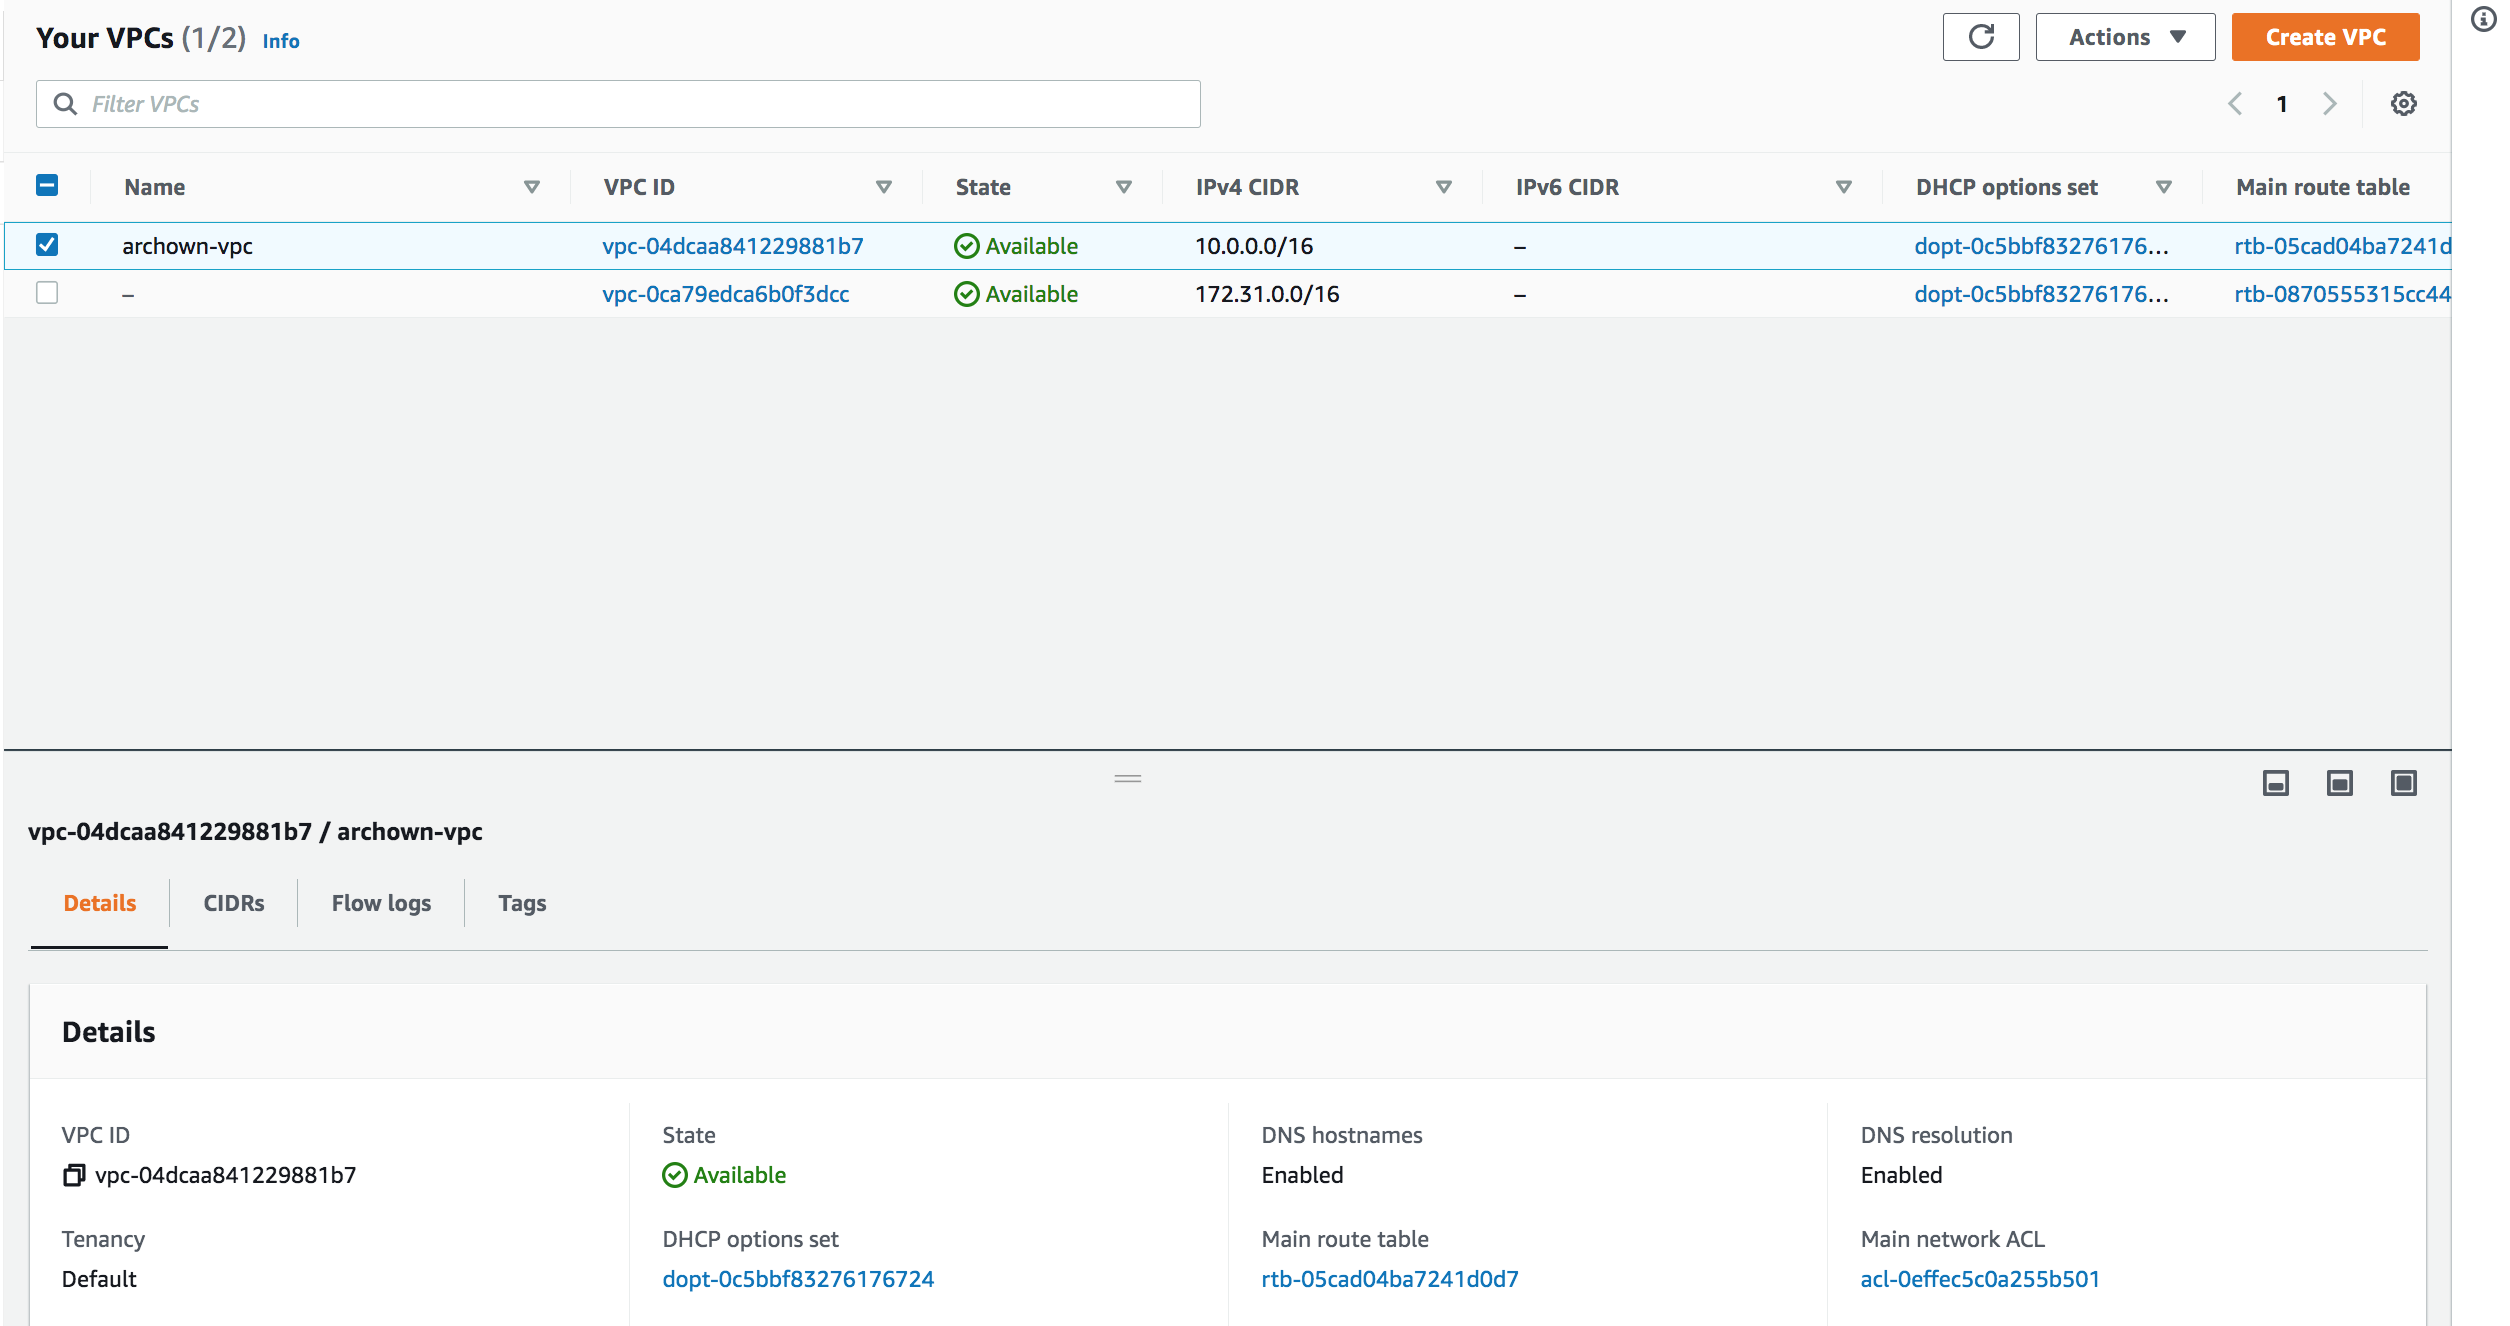 Your VPCs (1/2) Info Actions Create VPC
Filter VPCs 1
Name VPC ID State IPv4 CIDR IPv6 CIDR DHCP options set Main route table
archown-vpc vpc-04dcaa841229881b7 Available 10.0.0.0/16 – dopt-0c5bbf83276176... rtb-05cad04ba7241d
– vpc-0ca79edca6b0f3dcc Available 172.31.0.0/16 – dopt-0c5bbf83276176... rtb-0870555315cc44
vpc-04dcaa841229881b7 / archown-vpc
Details CIDRs Flow logs Tags
Details
VPC ID State DNS hostnames DNS resolution
vpc-04dcaa841229881b7 Available Enabled Enabled
Tenancy DHCP options set Main route table Main network ACL
Default dopt-0c5bbf83276176724 rtb-05cad04ba7241d0d7 acl-0effec5c0a255b501